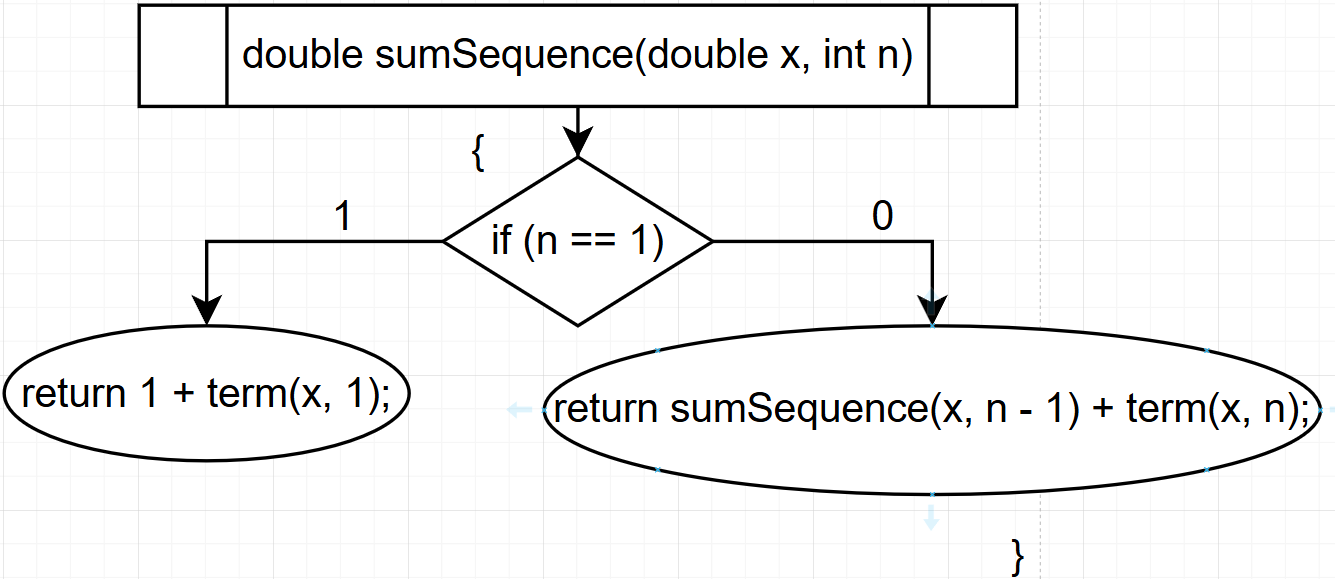 double sumSequence(double x, int n)
{
1
0
if (n == 1)
return 1 + term(x, 1);
return sumSequence(x, n - 1) + term(x, n);
}